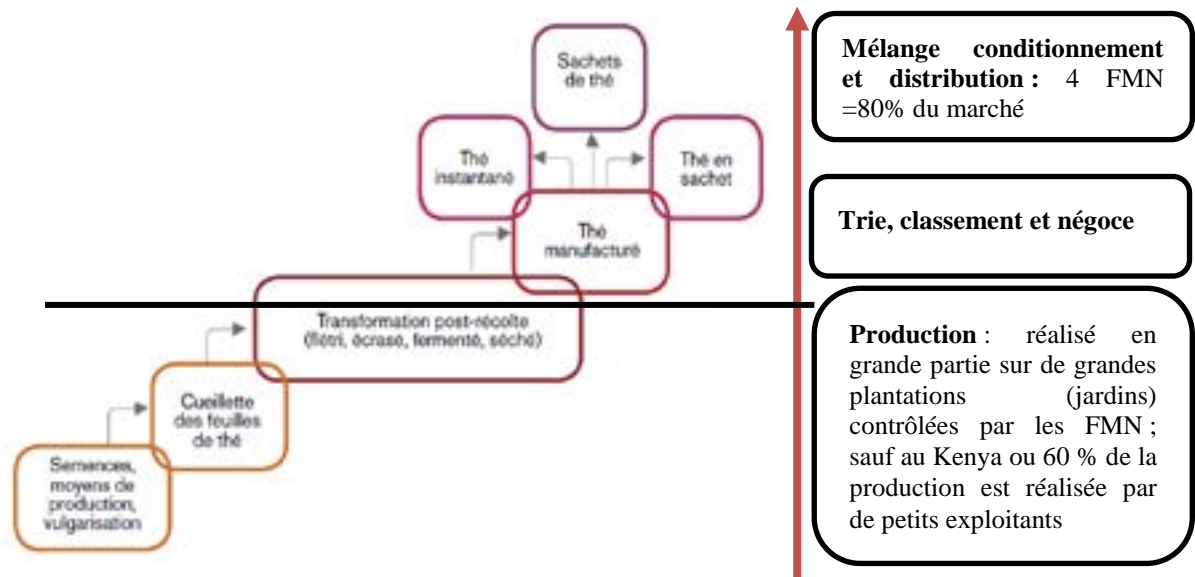 Sachets
de thé
Thé
instantané
Thé en
sachet
Thé
manufacturé
Transformation post-récolte
(flétri, écrasé, fermenté, séché)
Cueillette
des feuilles
de thé
Semences,
moyens de
production,
vulgarisation
Mélange conditionnement
et distribution : 4 FMN
=80% du marché
Trie, classement et négoce
Production : réalisé en
grande partie sur de grandes
plantations (jardins)
contrôlées par les FMN ;
sauf au Kenya ou 60 % de la
production est réalisée par
de petits exploitants